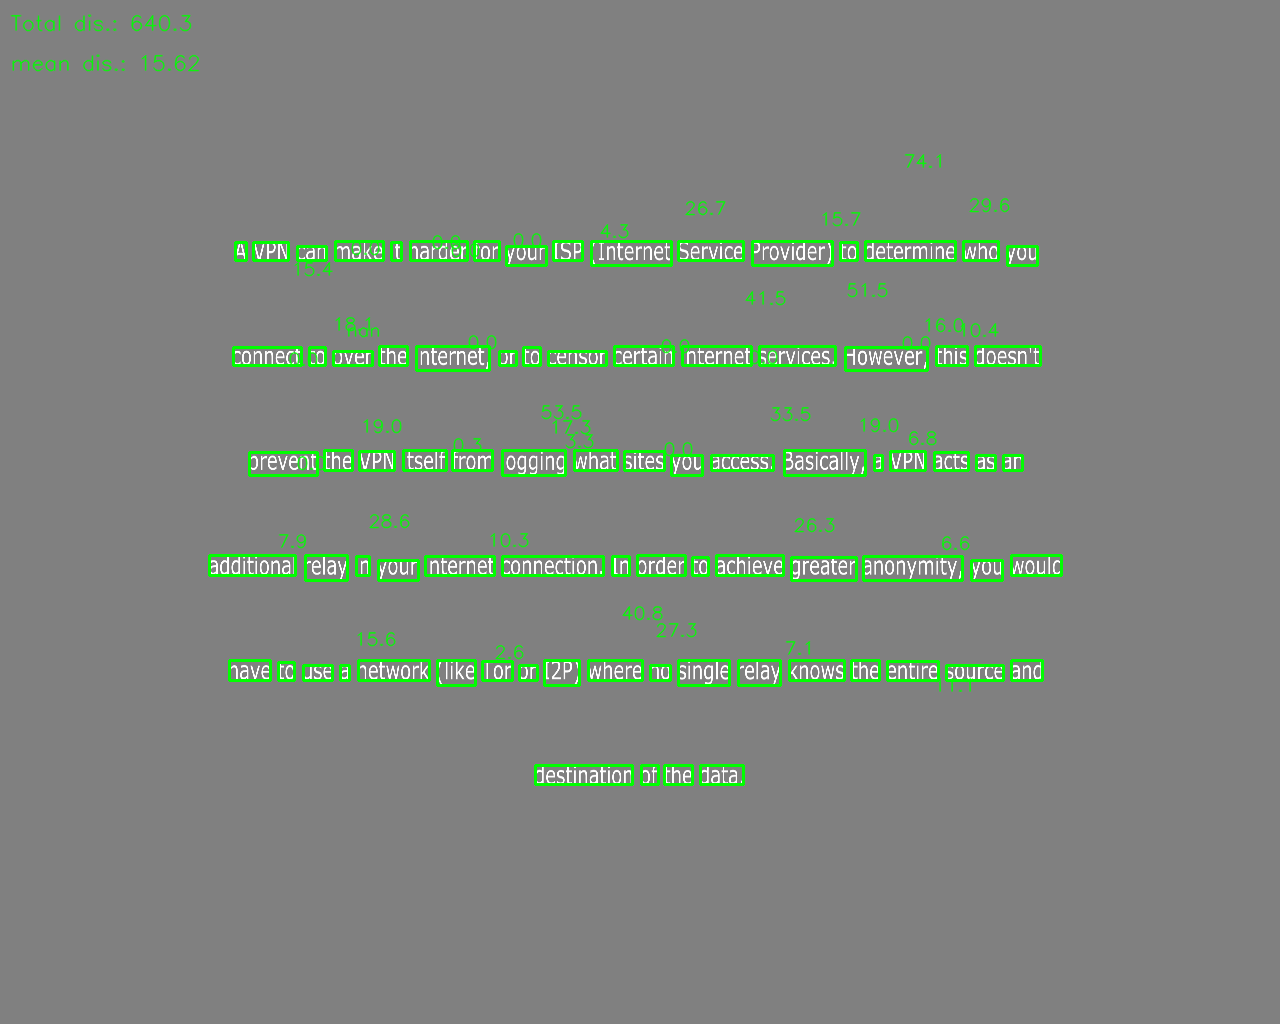 Total dis.: 640.3
mean dis.: 15.62
74.1
26.7 29.6
15.7
4.3
0.0
A VPN can make it harder for your ISP (Internet Service Provider) to determine who you
15.4
51.5
41.5
18.1 nan 16.0 10.4
0.0 0.0
connect to over the Internet, or to censor certain Internet services. However, this doesn't
53.5 33.5
19.0 17.3 19.0
0.3 3.3 0.0 6.8
prevent the VPN itself from logging what sites you access. Basically, a VPN acts as an
28.6 26.3
7.9 10.3 6.6
additional relay in your Internet connection. In order to achieve greater anonymity, you would
40.8
27.3
15.6 2.6 7.1
have to use a network (like Tor or I2P) where no single relay knows the entire source and
11.1
destination of the data.